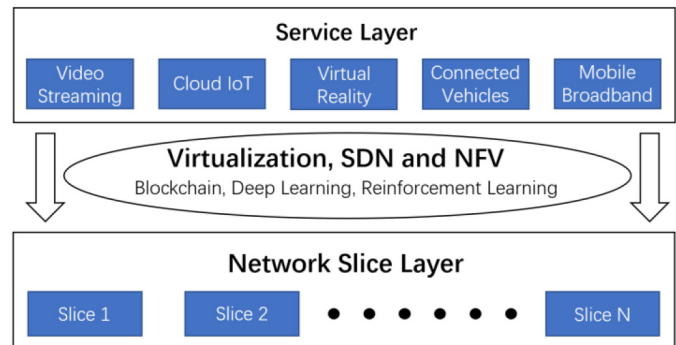 Service Layer
Video Streaming
Cloud IoT
Virtual Reality
Connected Vehicles
Mobile Broadband
Virtualization, SDN and NFV
Blockchain, Deep Learning, Reinforcement Learning
Network Slice Layer
Slice 1
Slice 2
Slice N